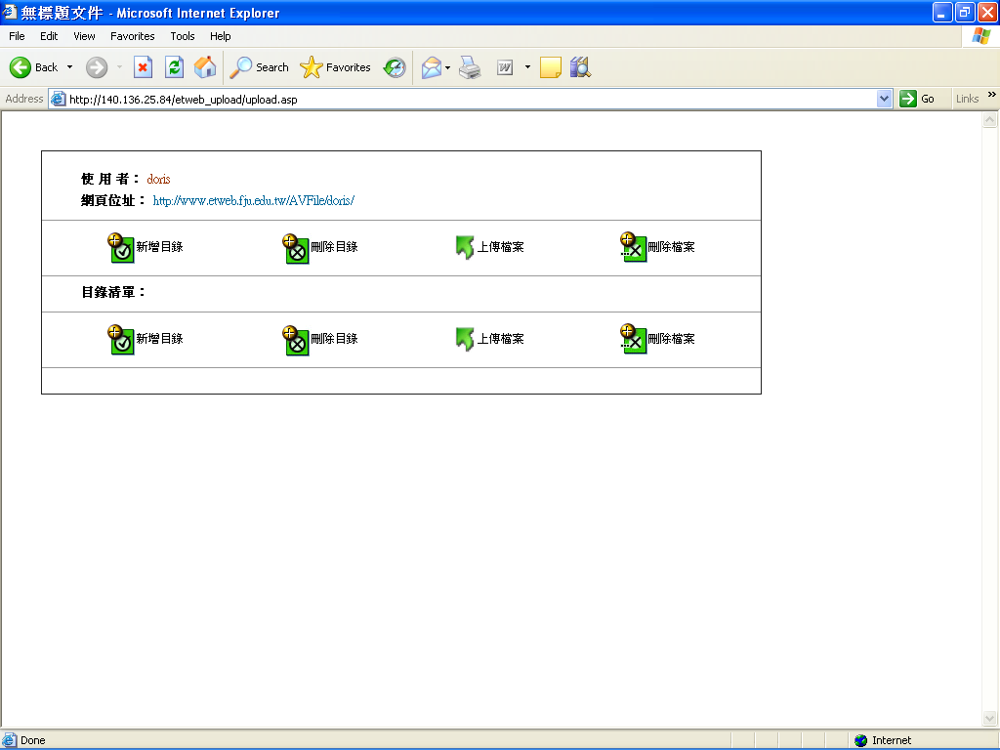 無標題文件 - Microsoft Internet Explorer
File Edit View Favorites Tools Help
Back Search Favorites W
Address http://140.136.25.84/etweb_upload/upload.asp Go Links »
使 用 者： doris
網頁位址： http://www.etweb.fju.edu.tw/AVFile/doris/
新增目錄 刪除目錄 上傳檔案 刪除檔案
目錄清單：
新增目錄 刪除目錄 上傳檔案 刪除檔案
Done Internet